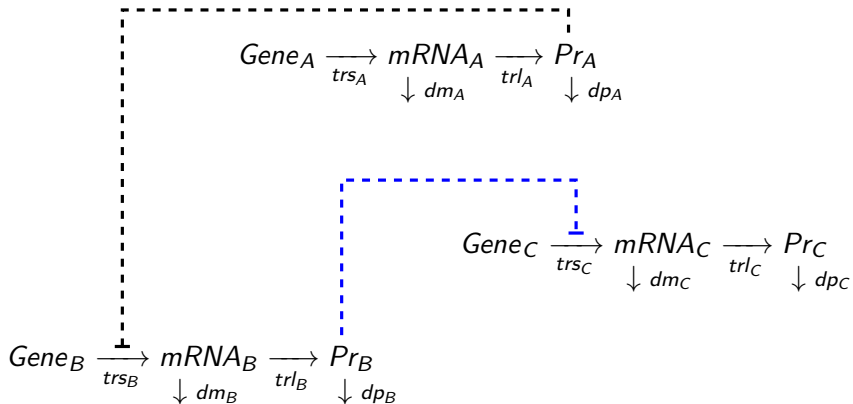 Gene_A → mRNA_A → Pr_A
trs_A trl_A
↓ dm_A ↓ dp_A
Gene_C → mRNA_C → Pr_C
trs_C trl_C
↓ dm_C ↓ dp_C
Gene_B → mRNA_B → Pr_B
trs_B trl_B
↓ dm_B ↓ dp_B